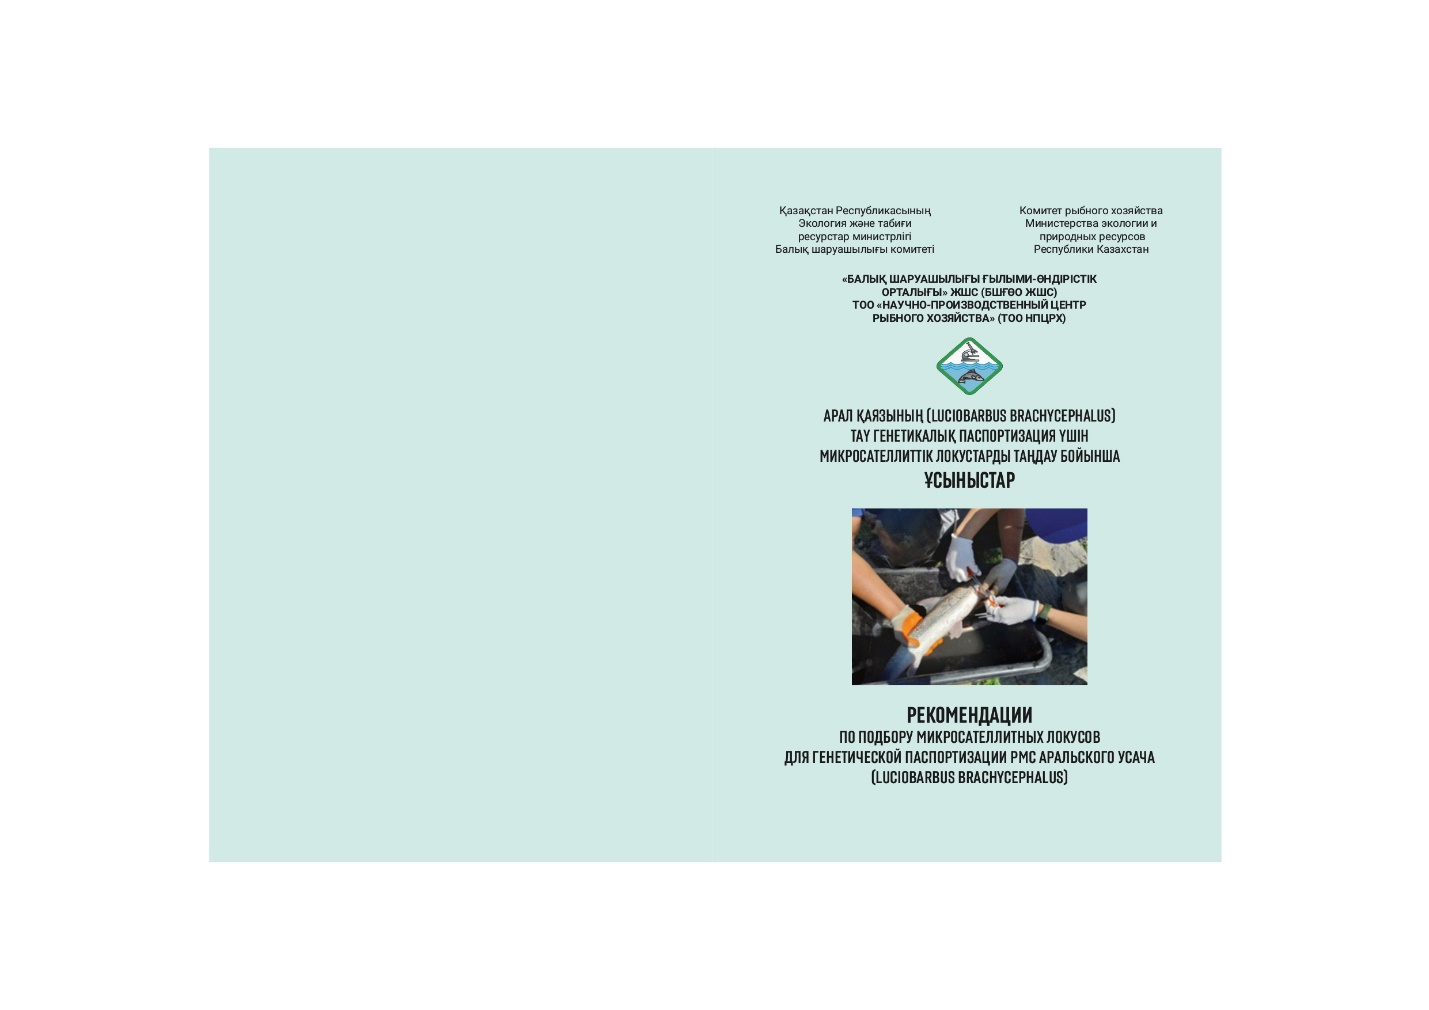 Қазақстан Республикасының
Экология және табиғи
ресурстар министрлігі
Балық шаруашылығы комитеті
Комитет рыбного хозяйства
Министерства экологии и
природных ресурсов
Республики Казахстан
«БАЛЫҚ ШАРУАШЫЛЫҒЫ ҒЫЛЫМИ-ӨНДІРІСТІК
ОРТАЛЫҒЫ» ЖШС (БШҒӨО ЖШС)
ТОО «НАУЧНО-ПРОИЗВОДСТВЕННЫЙ ЦЕНТР
РЫБНОГО ХОЗЯЙСТВА» (ТОО НПЦРХ)
АРАЛ ҚАЯЗЫНЫҢ (LUCIOBARBUS BRACHYCEPHALUS)
ТАҮ ГЕНЕТИКАЛЫҚ ПАСПОРТИЗАЦИЯ ҮШІН
МИКРОСАТЕЛЛИТТІК ЛОКУСТАРДЫ ТАҢДАУ БОЙЫНША
ҰСЫНЫСТАР
РЕКОМЕНДАЦИИ
ПО ПОДБОРУ МИКРОСАТЕЛЛИТНЫХ ЛОКУСОВ
ДЛЯ ГЕНЕТИЧЕСКОЙ ПАСПОРТИЗАЦИИ РМС АРАЛЬСКОГО УСАЧА
(LUCIOBARBUS BRACHYCEPHALUS)